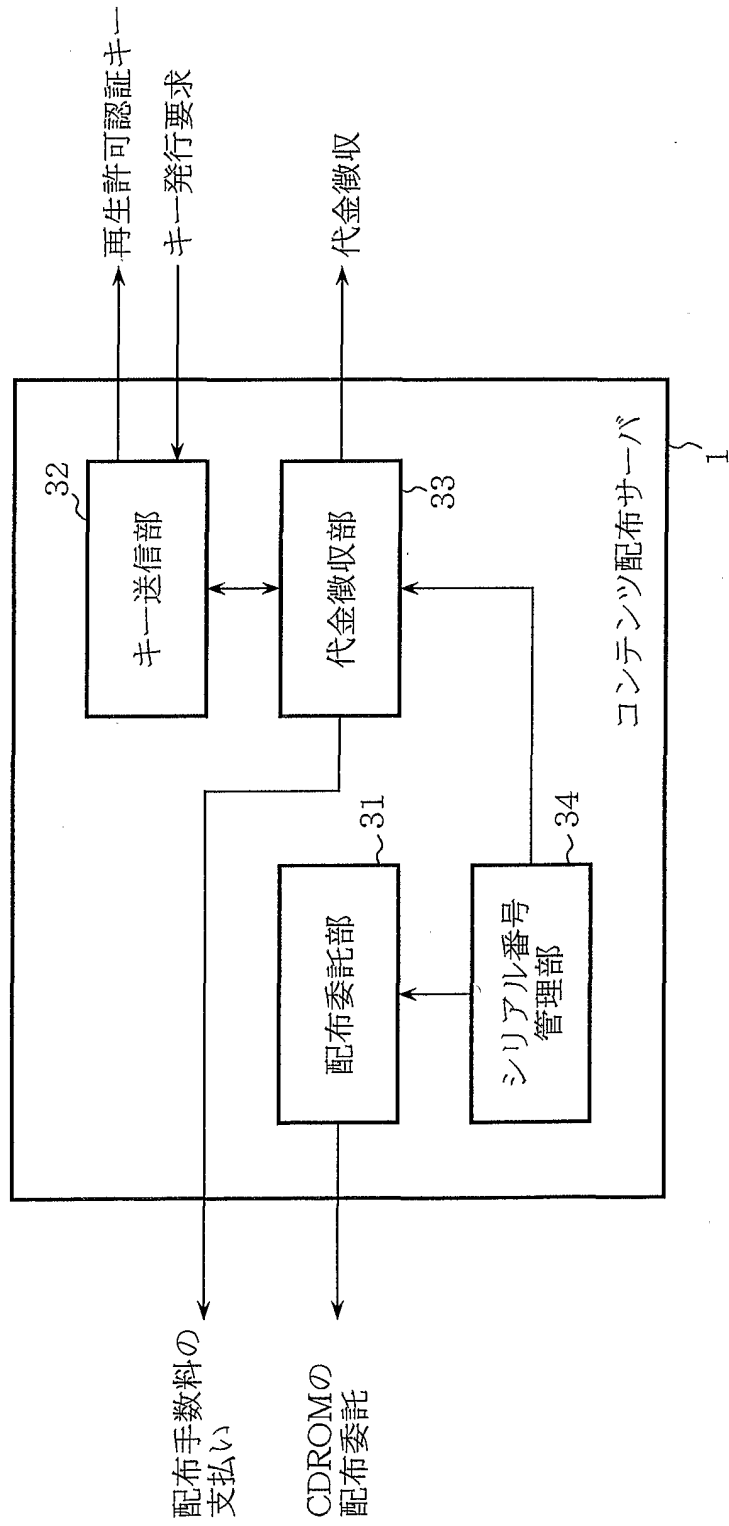 再生許可認証キー
キー発行要求
代金徴収
32
キー送信部
33
代金徴収部
31
配布委託部
34
シリアル番号
管理部
コンテンツ配布サーバ
1
配布手数料の
支払い
CDROMの
配布委託